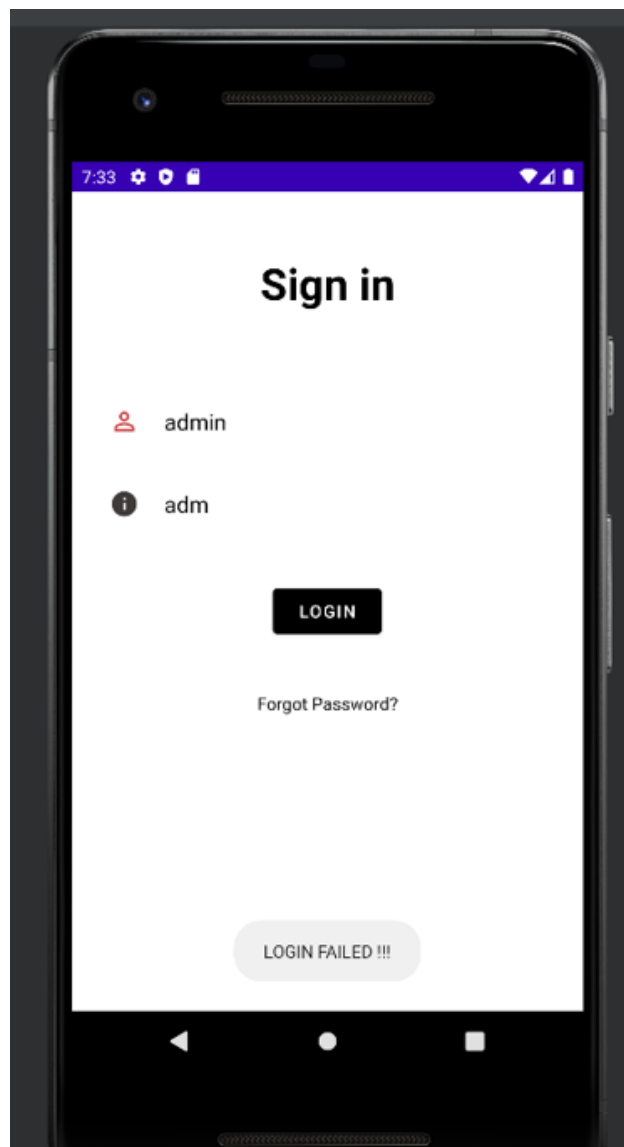 7:33
Sign in
admin
adm
LOGIN
Forgot Password?
LOGIN FAILED !!!